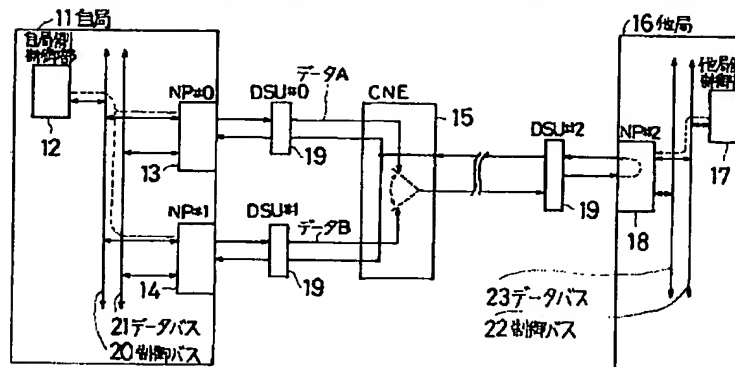 11自局
自局側
制御部
12
NP#0
13
NP#1
14
21データバス
20制御バス
DSU#0
19
データA
DSU#1
19
データB
CNE
15
DSU#2
19
16他局
他局側
制御部
17
NP#2
18
23データバス
22制御バス